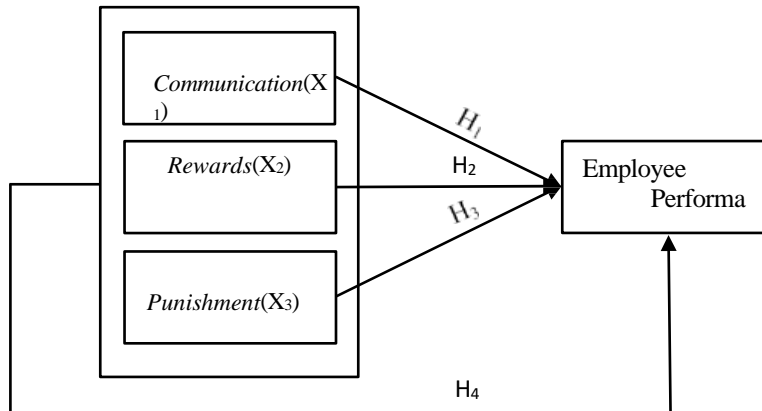 Communication(X
1)
H1
Rewards(X2)
H2
Employee
Performa
H3
Punishment(X3)
H4